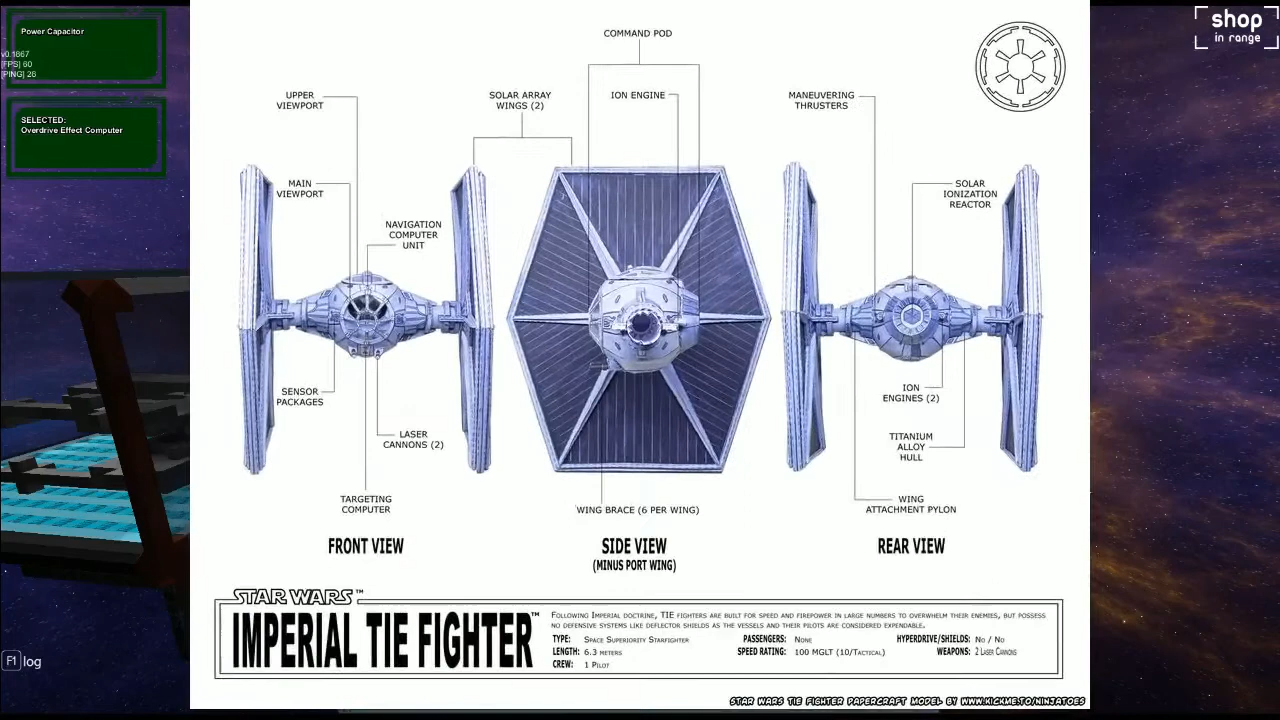 Power Capacitor
v0.1867
[FPS] 60
[PING] 26
SELECTED:
Overdrive Effect Computer
shop
in range
COMMAND POD
UPPER
VIEWPORT
SOLAR ARRAY
WINGS (2)
ION ENGINE
MANEUVERING
THRUSTERS
MAIN
VIEWPORT
SOLAR
IONIZATION
REACTOR
NAVIGATION
COMPUTER
UNIT
SENSOR
PACKAGES
ION
ENGINES (2)
LASER
CANNONS (2)
TITANIUM
ALLOY
HULL
TARGETING
COMPUTER
WING BRACE (6 PER WING)
WING
ATTACHMENT PYLON
FRONT VIEW
SIDE VIEW
(MINUS PORT WING)
REAR VIEW
STAR WARS™
IMPERIAL TIE FIGHTER™
FOLLOWING IMPERIAL DOCTRINE, TIE FIGHTERS ARE BUILT FOR SPEED AND FIREPOWER IN LARGE NUMBERS TO OVERWHELM THEIR ENEMIES, BUT POSSESS
NO DEFENSIVE SYSTEMS LIKE DEFLECTOR SHIELDS AS THE VESSELS AND THEIR PILOTS ARE CONSIDERED EXPENDABLE.
TYPE: SPACE SUPERIORITY STARFIGHTER
LENGTH: 6.3 METERS
CREW: 1 PILOT
PASSENGERS: NONE
SPEED RATING: 100 MGLT (10/TACTICAL)
HYPERDRIVE/SHIELDS: NO / NO
WEAPONS: 2 LASER CANNONS
F1 log
STAR WARS TIE FIGHTER PAPERCRAFT MODEL BY WWW.KICKME.TO/NINJATOES